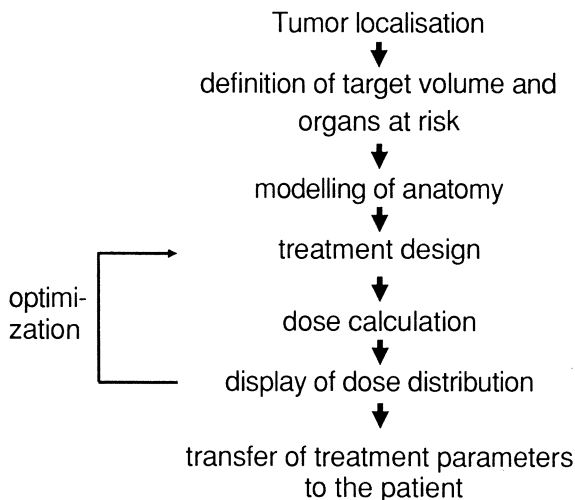 Tumor localisation
definition of target volume and
organs at risk
modelling of anatomy
treatment design
optimi-
zation
dose calculation
display of dose distribution
transfer of treatment parameters
to the patient